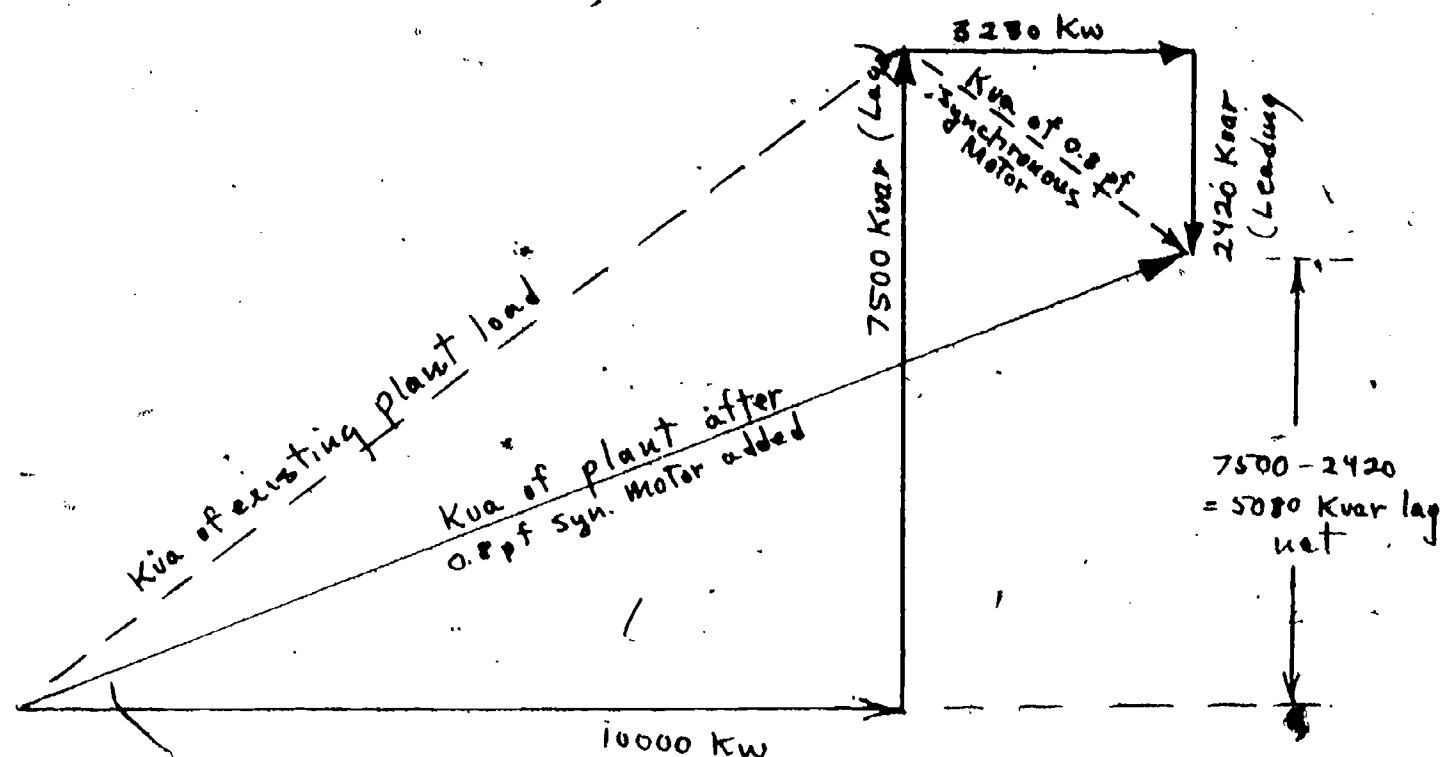 3280 Kw
7500 Kvar (Lag)
Kva of 0.8 pf
synchronous
Motor
2420 Kvar
(Leading
Kva of existing plant load
Kva of plant after
0.8 pf syn. motor added
7500 - 2420
= 5080 Kvar lag
net
10000 Kw